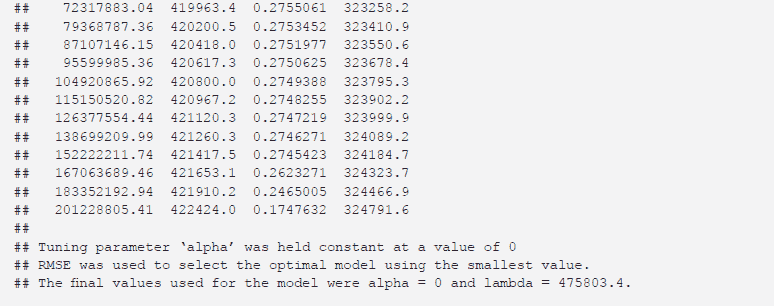 ##    72317883.04  419963.4  0.2755061  323258.2
##    79368787.36  420200.5  0.2753452  323410.9
##    87107146.15  420418.0  0.2751977  323550.6
##    95599985.36  420617.3  0.2750625  323678.4
##   104920865.92  420800.0  0.2749388  323795.3
##   115150520.82  420967.2  0.2748255  323902.2
##   126377554.44  421120.3  0.2747219  323999.9
##   138699209.99  421260.3  0.2746271  324089.2
##   152222211.74  421417.5  0.2745423  324184.7
##   167063689.46  421653.1  0.2623271  324323.7
##   183352192.94  421910.2  0.2465005  324466.9
##   201228805.41  422424.0  0.1747632  324791.6
##
## Tuning parameter ‘alpha’ was held constant at a value of 0
## RMSE was used to select the optimal model using the smallest value.
## The final values used for the model were alpha = 0 and lambda = 475803.4.